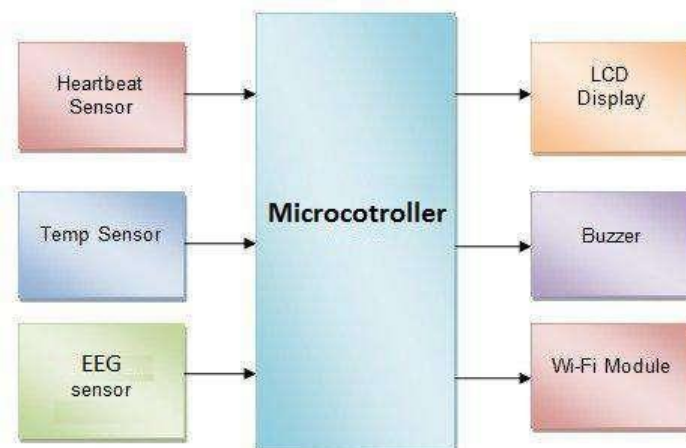 Heartbeat
Sensor
LCD
Display
Microcotroller
Temp Sensor
Buzzer
EEG
sensor
Wi-Fi Module